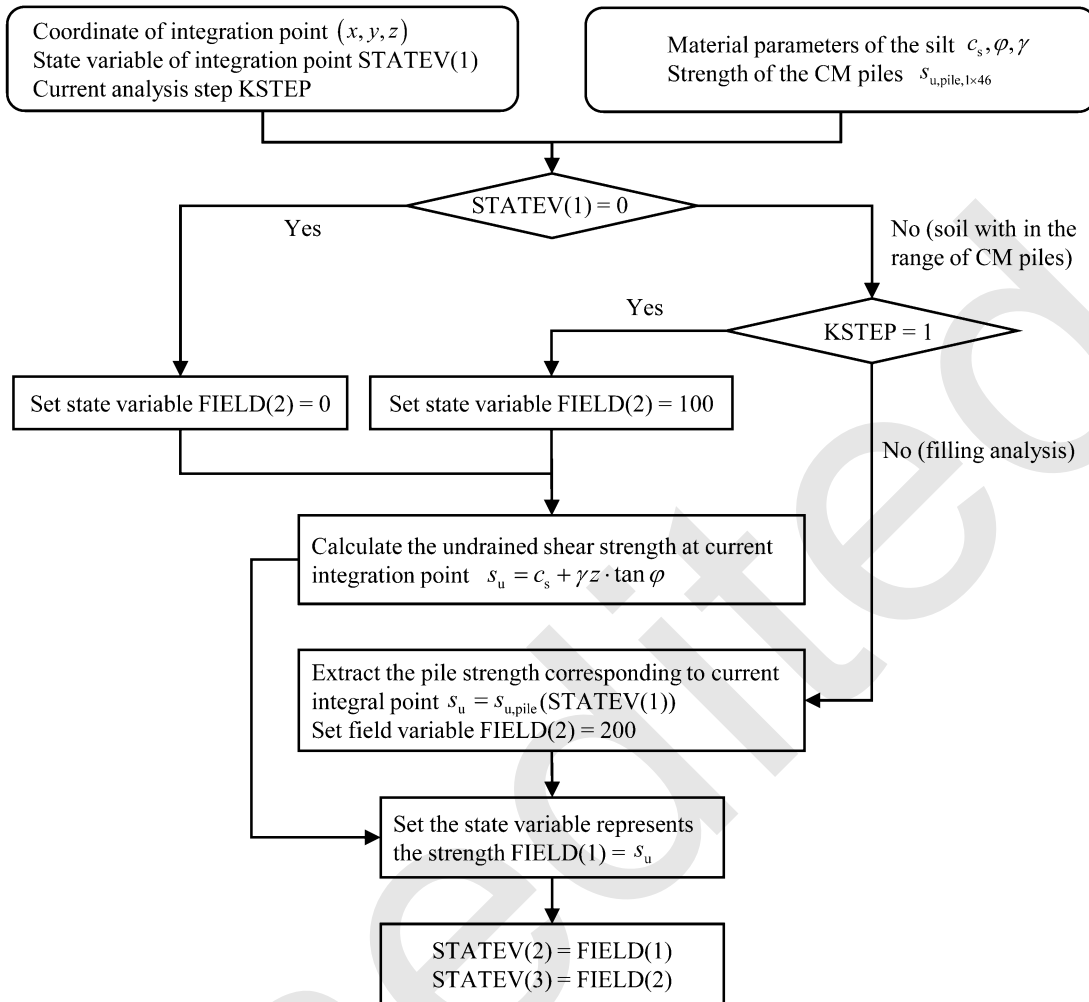 Coordinate of integration point (x, y, z)
State variable of integration point STATEV(1)
Current analysis step KSTEP
Material parameters of the silt c_s, φ, γ
Strength of the CM piles s_{u,pile,1×46}
STATEV(1) = 0
Yes
No (soil with in the
range of CM piles)
Yes
KSTEP = 1
Set state variable FIELD(2) = 0
Set state variable FIELD(2) = 100
No (filling analysis)
Calculate the undrained shear strength at current
integration point s_u = c_s + γz · tan φ
Extract the pile strength corresponding to current
integral point s_u = s_{u,pile}(STATEV(1))
Set field variable FIELD(2) = 200
Set the state variable represents
the strength FIELD(1) = s_u
STATEV(2) = FIELD(1)
STATEV(3) = FIELD(2)
edited